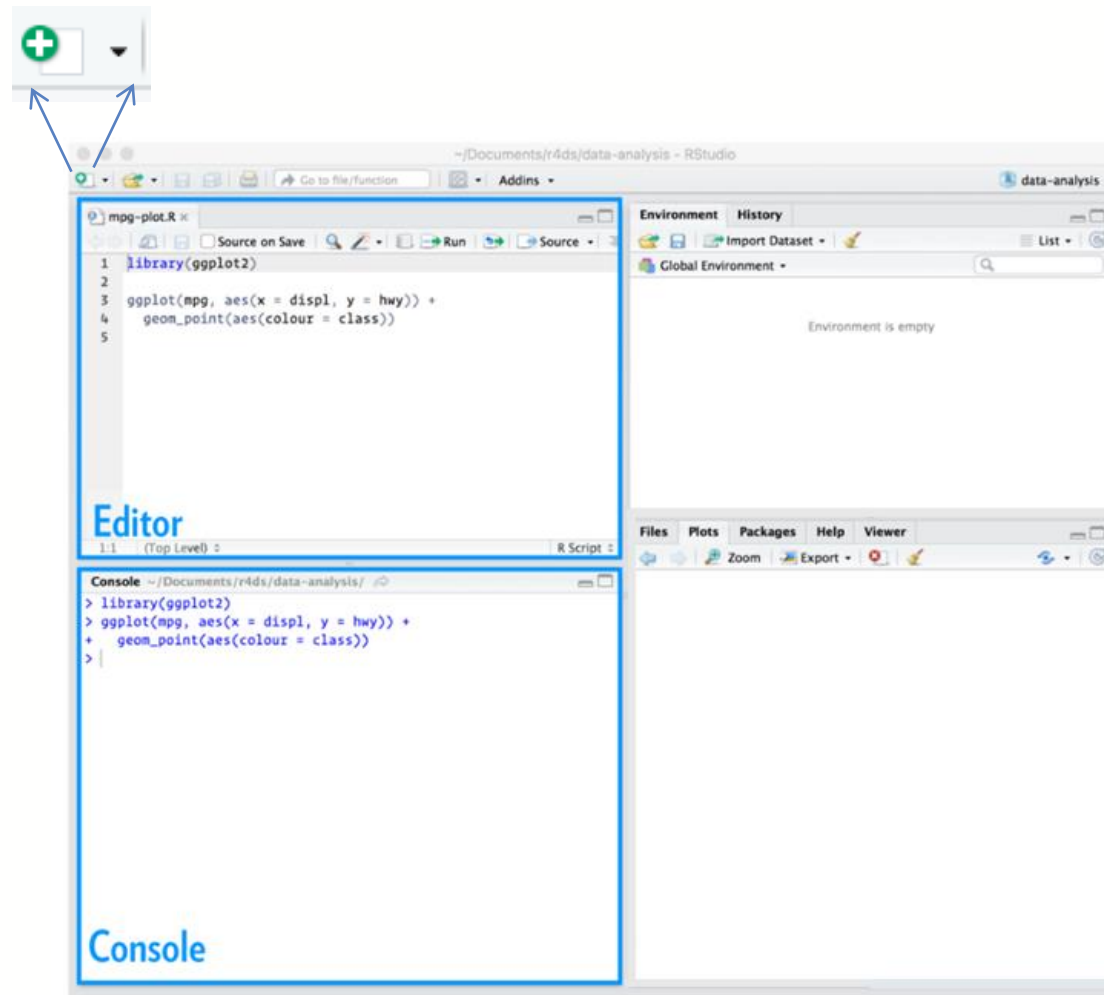 ~/Documents/r4ds/data-analysis - RStudio
Go to file/function Addins
data-analysis
mpg-plot.R
Source on Save Run Source
1 library(ggplot2)
2
3 ggplot(mpg, aes(x = displ, y = hwy)) +
4 geom_point(aes(colour = class))
5
Editor
1:1 (Top Level) R Script
Console ~/Documents/r4ds/data-analysis/
> library(ggplot2)
> ggplot(mpg, aes(x = displ, y = hwy)) +
+ geom_point(aes(colour = class))
>
Console
Environment History
Import Dataset List
Global Environment
Environment is empty
Files Plots Packages Help Viewer
Zoom Export